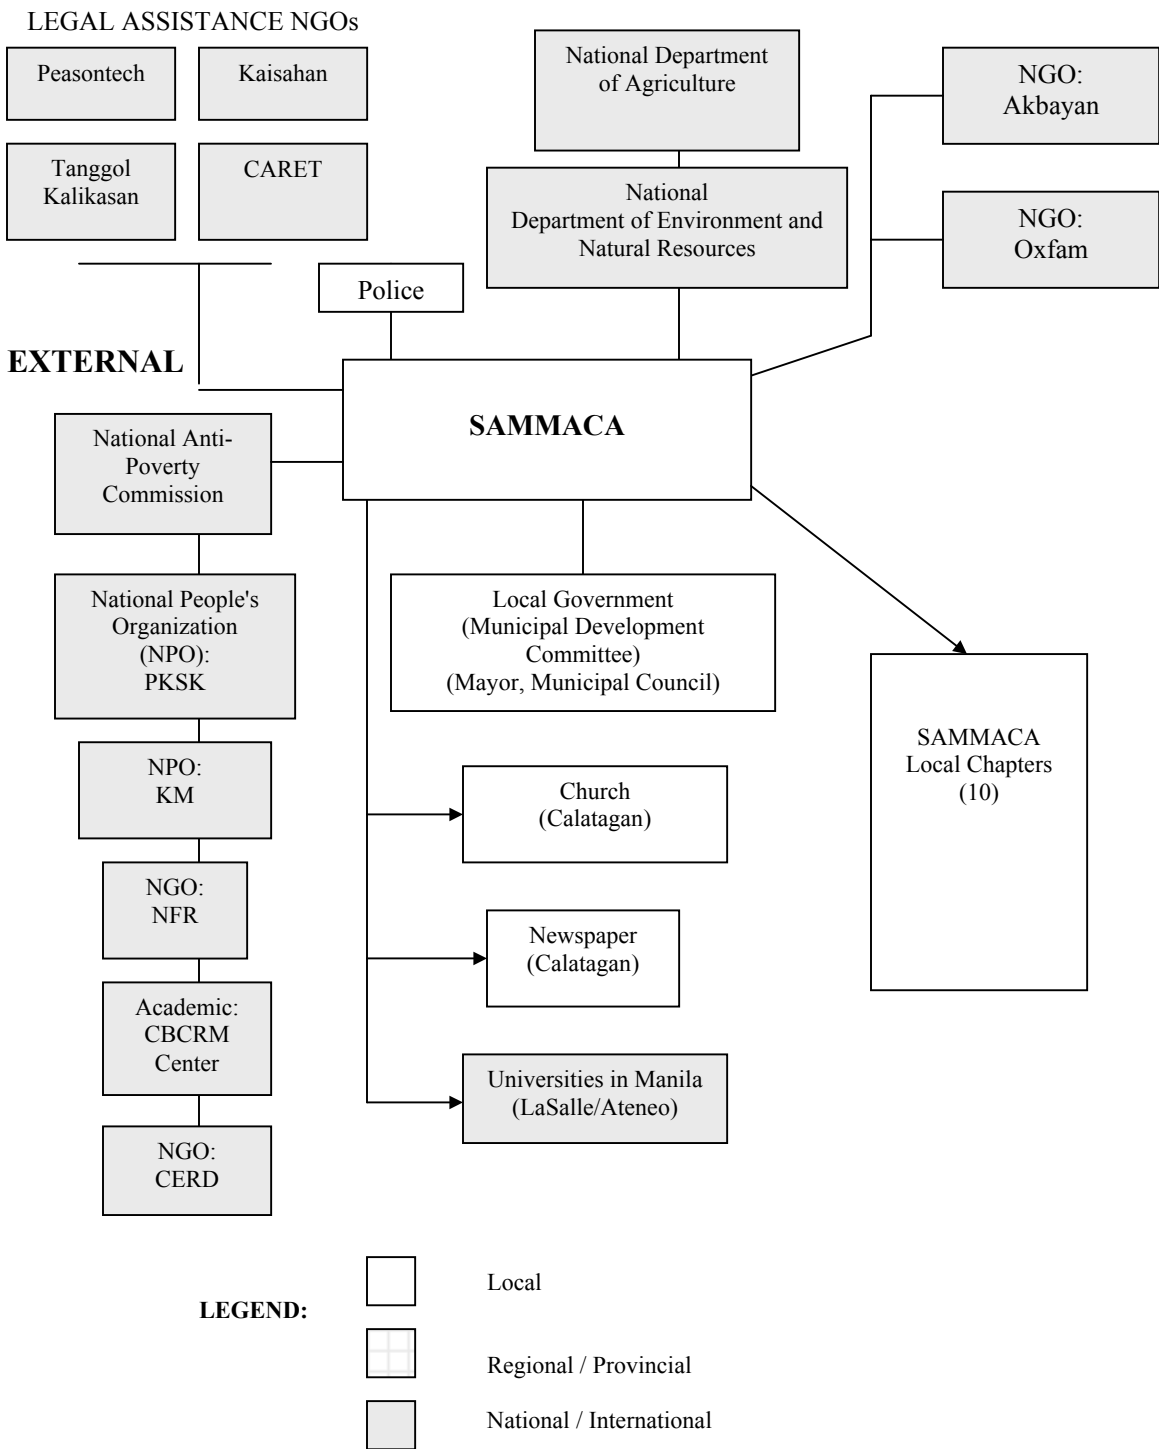 LEGAL ASSISTANCE NGOs
Peasontech
Kaisahan
Tanggol
Kalikasan
CARET
National Department
of Agriculture
National
Department of Environment and
Natural Resources
NGO:
Akbayan
NGO:
Oxfam
Police
EXTERNAL
SAMMACA
National Anti-
Poverty
Commission
National People's
Organization
(NPO):
PKSK
NPO:
KM
NGO:
NFR
Academic:
CBCRM
Center
NGO:
CERD
Local Government
(Municipal Development
Committee)
(Mayor, Municipal Council)
Church
(Calatagan)
Newspaper
(Calatagan)
Universities in Manila
(LaSalle/Ateneo)
SAMMACA
Local Chapters
(10)
LEGEND:
Local
Regional / Provincial
National / International